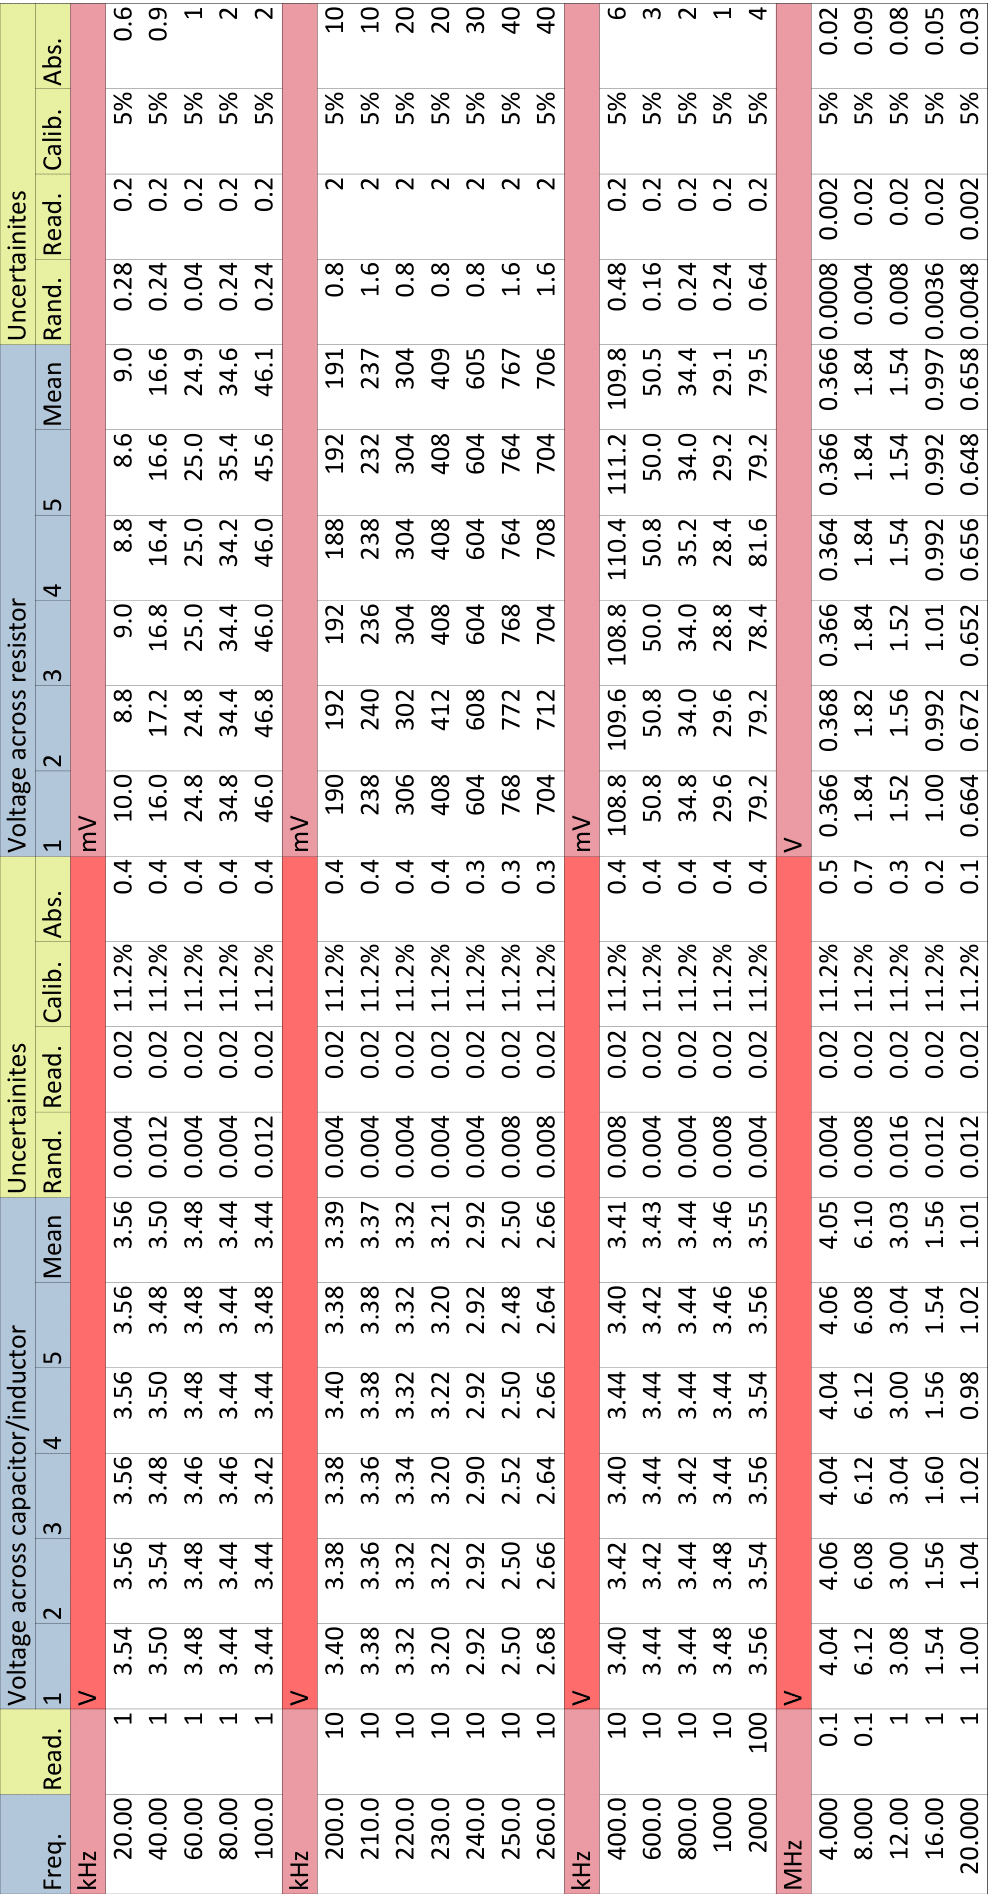 Freq. Read. Voltage across capacitor/inductor Uncertainites Voltage across resistor Uncertainites
1 2 3 4 5 Mean Rand. Read. Calib. Abs. 1 2 3 4 5 Mean Rand. Read. Calib. Abs.
kHz V mV
20.00 1 3.54 3.56 3.56 3.56 3.56 3.56 0.004 0.02 11.2% 0.4 10.0 8.8 9.0 8.8 8.6 9.0 0.28 0.2 5% 0.6
40.00 1 3.50 3.54 3.48 3.50 3.48 3.50 0.012 0.02 11.2% 0.4 16.0 17.2 16.8 16.4 16.6 16.6 0.24 0.2 5% 0.9
60.00 1 3.48 3.48 3.46 3.48 3.48 3.48 0.004 0.02 11.2% 0.4 24.8 24.8 25.0 25.0 25.0 24.9 0.04 0.2 5% 1
80.00 1 3.44 3.44 3.46 3.44 3.44 3.44 0.004 0.02 11.2% 0.4 34.8 34.4 34.4 34.2 35.4 34.6 0.24 0.2 5% 2
100.0 1 3.44 3.44 3.42 3.44 3.48 3.44 0.012 0.02 11.2% 0.4 46.0 46.8 46.0 46.0 45.6 46.1 0.24 0.2 5% 2
kHz V mV
200.0 10 3.40 3.38 3.38 3.40 3.38 3.39 0.004 0.02 11.2% 0.4 190 192 192 188 192 191 0.8 2 5% 10
210.0 10 3.38 3.36 3.36 3.38 3.38 3.37 0.004 0.02 11.2% 0.4 238 240 236 238 232 237 1.6 2 5% 10
220.0 10 3.32 3.32 3.34 3.32 3.32 3.32 0.004 0.02 11.2% 0.4 306 302 304 304 304 304 0.8 2 5% 20
230.0 10 3.20 3.22 3.20 3.22 3.20 3.21 0.004 0.02 11.2% 0.4 408 412 408 408 408 409 0.8 2 5% 20
240.0 10 2.92 2.92 2.90 2.92 2.92 2.92 0.004 0.02 11.2% 0.3 604 608 604 604 604 605 0.8 2 5% 30
250.0 10 2.50 2.50 2.52 2.50 2.48 2.50 0.008 0.02 11.2% 0.3 768 772 768 764 764 767 1.6 2 5% 40
260.0 10 2.68 2.66 2.64 2.66 2.64 2.66 0.008 0.02 11.2% 0.3 704 712 704 708 704 706 1.6 2 5% 40
kHz V mV
400.0 10 3.40 3.42 3.40 3.44 3.40 3.41 0.008 0.02 11.2% 0.4 108.8 109.6 108.8 110.4 111.2 109.8 0.48 0.2 5% 6
600.0 10 3.44 3.42 3.44 3.44 3.42 3.43 0.004 0.02 11.2% 0.4 50.8 50.8 50.0 50.8 50.0 50.5 0.16 0.2 5% 3
800.0 10 3.44 3.44 3.42 3.44 3.44 3.44 0.004 0.02 11.2% 0.4 34.8 34.0 34.0 35.2 34.0 34.4 0.24 0.2 5% 2
1000 10 3.48 3.48 3.44 3.44 3.46 3.46 0.008 0.02 11.2% 0.4 29.6 29.6 28.8 28.4 29.2 29.1 0.24 0.2 5% 1
2000 100 3.56 3.54 3.56 3.54 3.56 3.55 0.004 0.02 11.2% 0.4 79.2 79.2 78.4 81.6 79.2 79.5 0.64 0.2 5% 4
MHz V V
4.000 0.1 4.04 4.06 4.04 4.04 4.06 4.05 0.004 0.02 11.2% 0.5 0.366 0.368 0.366 0.364 0.366 0.366 0.0008 0.002 5% 0.02
8.000 0.1 6.12 6.08 6.12 6.12 6.08 6.10 0.008 0.02 11.2% 0.7 1.84 1.82 1.84 1.84 1.84 1.84 0.004 0.02 5% 0.09
12.00 1 3.08 3.00 3.04 3.00 3.04 3.03 0.016 0.02 11.2% 0.3 1.52 1.56 1.52 1.54 1.54 1.54 0.008 0.02 5% 0.08
16.00 1 1.54 1.56 1.60 1.56 1.54 1.56 0.012 0.02 11.2% 0.2 1.00 0.992 1.01 0.992 0.992 0.997 0.0036 0.02 5% 0.05
20.000 1 1.00 1.04 1.02 0.98 1.02 1.01 0.012 0.02 11.2% 0.1 0.664 0.672 0.652 0.656 0.648 0.658 0.0048 0.002 5% 0.03